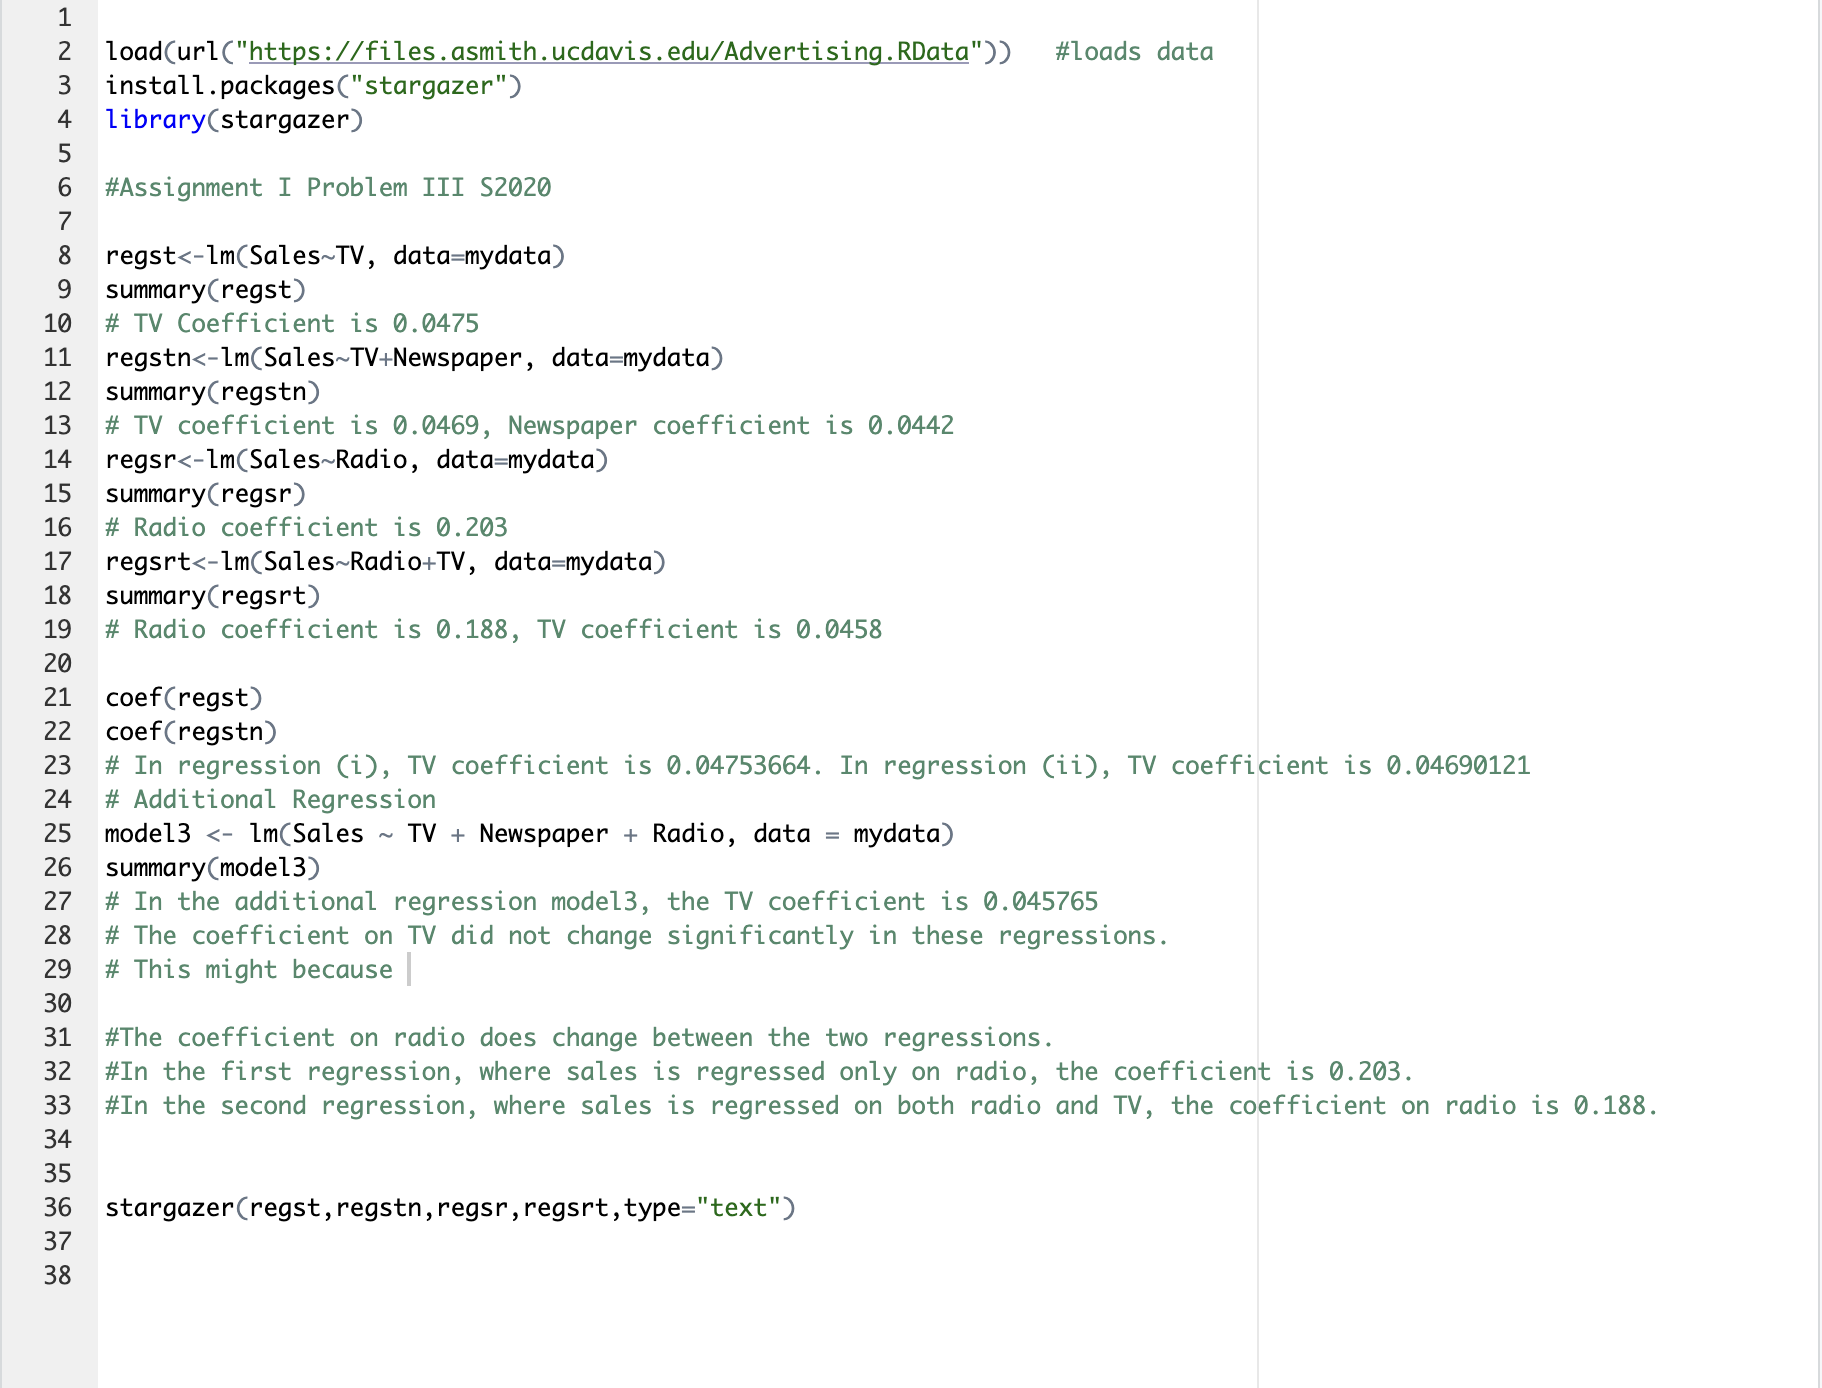 1
2 load(url("https://files.asmith.ucdavis.edu/Advertising.RData"))   #loads data
3 install.packages("stargazer")
4 library(stargazer)
5
6 #Assignment I Problem III S2020
7
8 regst<-lm(Sales~TV, data=mydata)
9 summary(regst)
10 # TV Coefficient is 0.0475
11 regstn<-lm(Sales~TV+Newspaper, data=mydata)
12 summary(regstn)
13 # TV coefficient is 0.0469, Newspaper coefficient is 0.0442
14 regsr<-lm(Sales~Radio, data=mydata)
15 summary(regsr)
16 # Radio coefficient is 0.203
17 regsrt<-lm(Sales~Radio+TV, data=mydata)
18 summary(regsrt)
19 # Radio coefficient is 0.188, TV coefficient is 0.0458
20
21 coef(regst)
22 coef(regstn)
23 # In regression (i), TV coefficient is 0.04753664. In regression (ii), TV coefficient is 0.04690121
24 # Additional Regression
25 model3 <- lm(Sales ~ TV + Newspaper + Radio, data = mydata)
26 summary(model3)
27 # In the additional regression model3, the TV coefficient is 0.045765
28 # The coefficient on TV did not change significantly in these regressions.
29 # This might because
30
31 #The coefficient on radio does change between the two regressions.
32 #In the first regression, where sales is regressed only on radio, the coefficient is 0.203.
33 #In the second regression, where sales is regressed on both radio and TV, the coefficient on radio is 0.188.
34
35
36 stargazer(regst,regstn,regsr,regsrt,type="text")
37
38